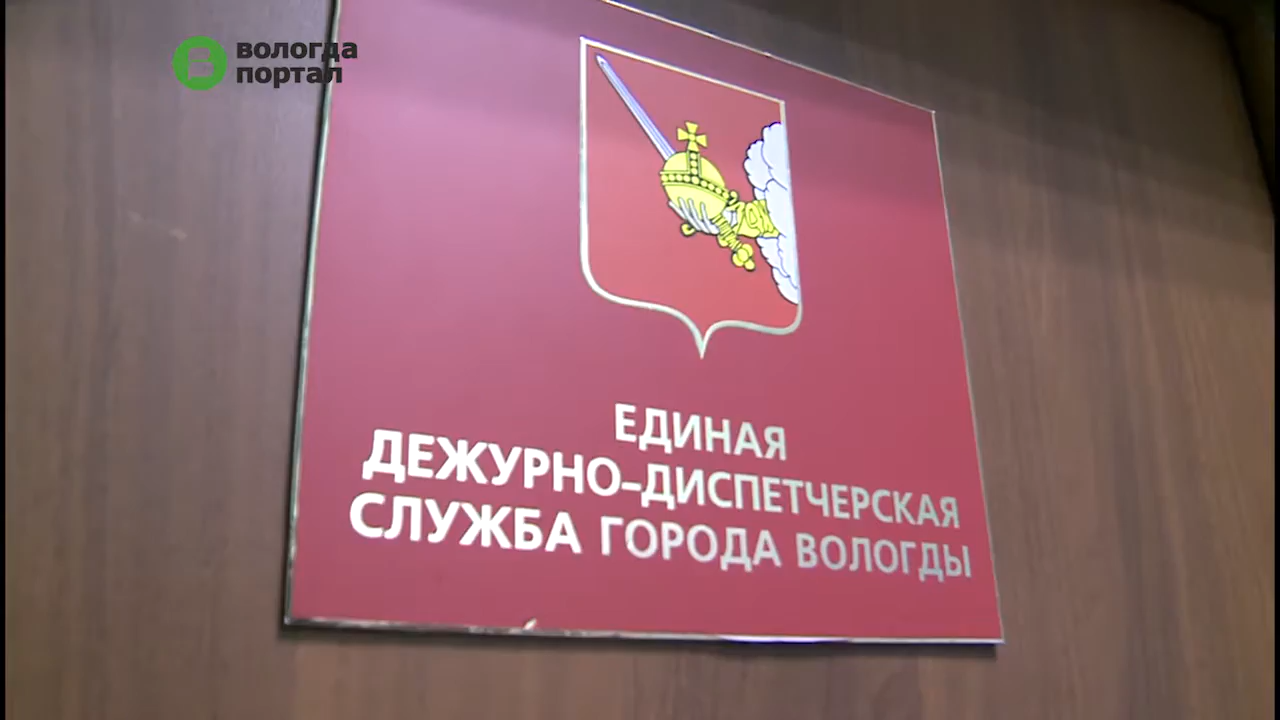 вологда
портал
ЕДИНАЯ
ДЕЖУРНО-ДИСПЕТЧЕРСКАЯ
СЛУЖБА ГОРОДА ВОЛОГДЫ